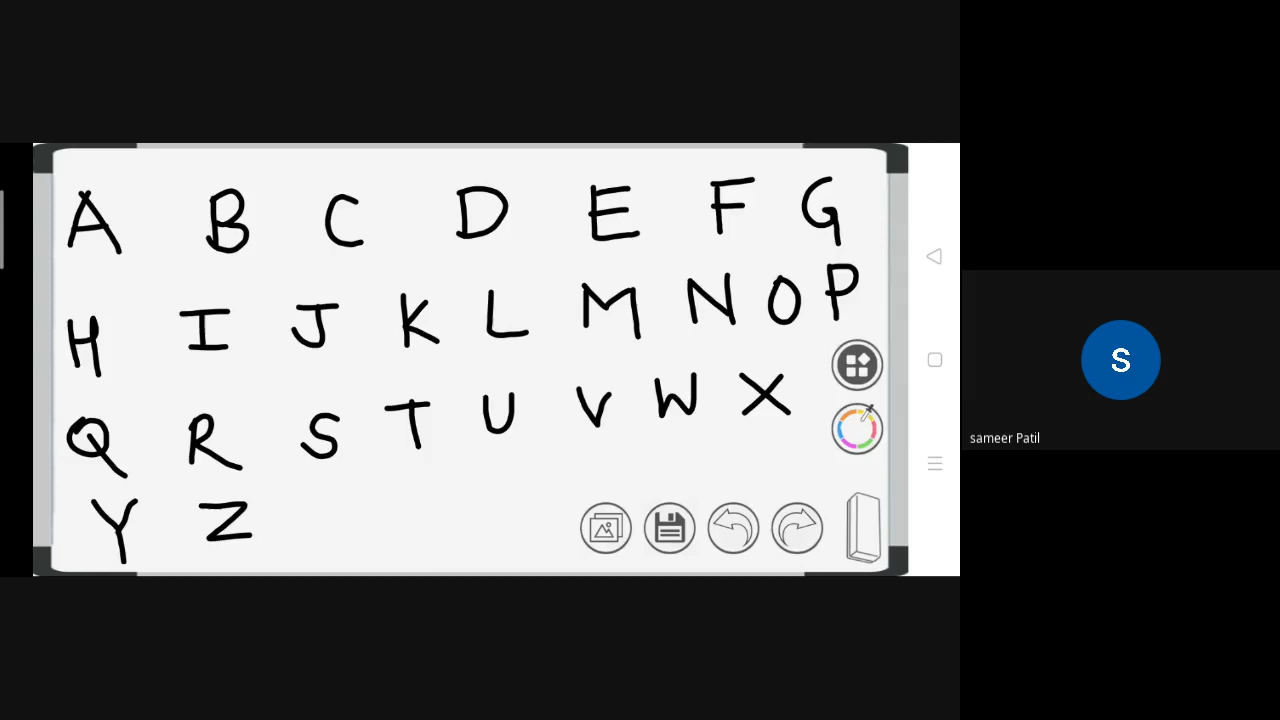 A B C D E F G
H I J K L M N O P
Q R S T U V W X
Y Z
S
sameer Patil